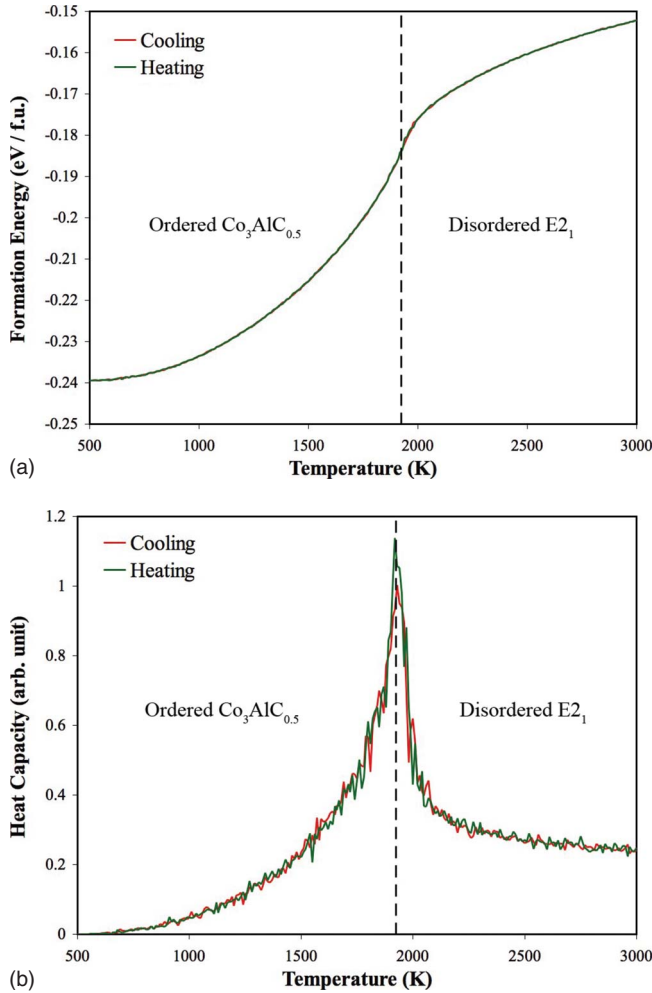 -0.15
-0.16
-0.17
-0.18
-0.19
-0.2
-0.21
-0.22
-0.23
-0.24
-0.25
Formation Energy (eV / f.u.)
Cooling
Heating
Ordered Co₃AlC₀.₅
Disordered E2₁
500 1000 1500 2000 2500 3000
Temperature (K)
(a)
1.2
1
0.8
0.6
0.4
0.2
0
Heat Capacity (arb. unit)
Cooling
Heating
Ordered Co₃AlC₀.₅
Disordered E2₁
500 1000 1500 2000 2500 3000
Temperature (K)
(b)